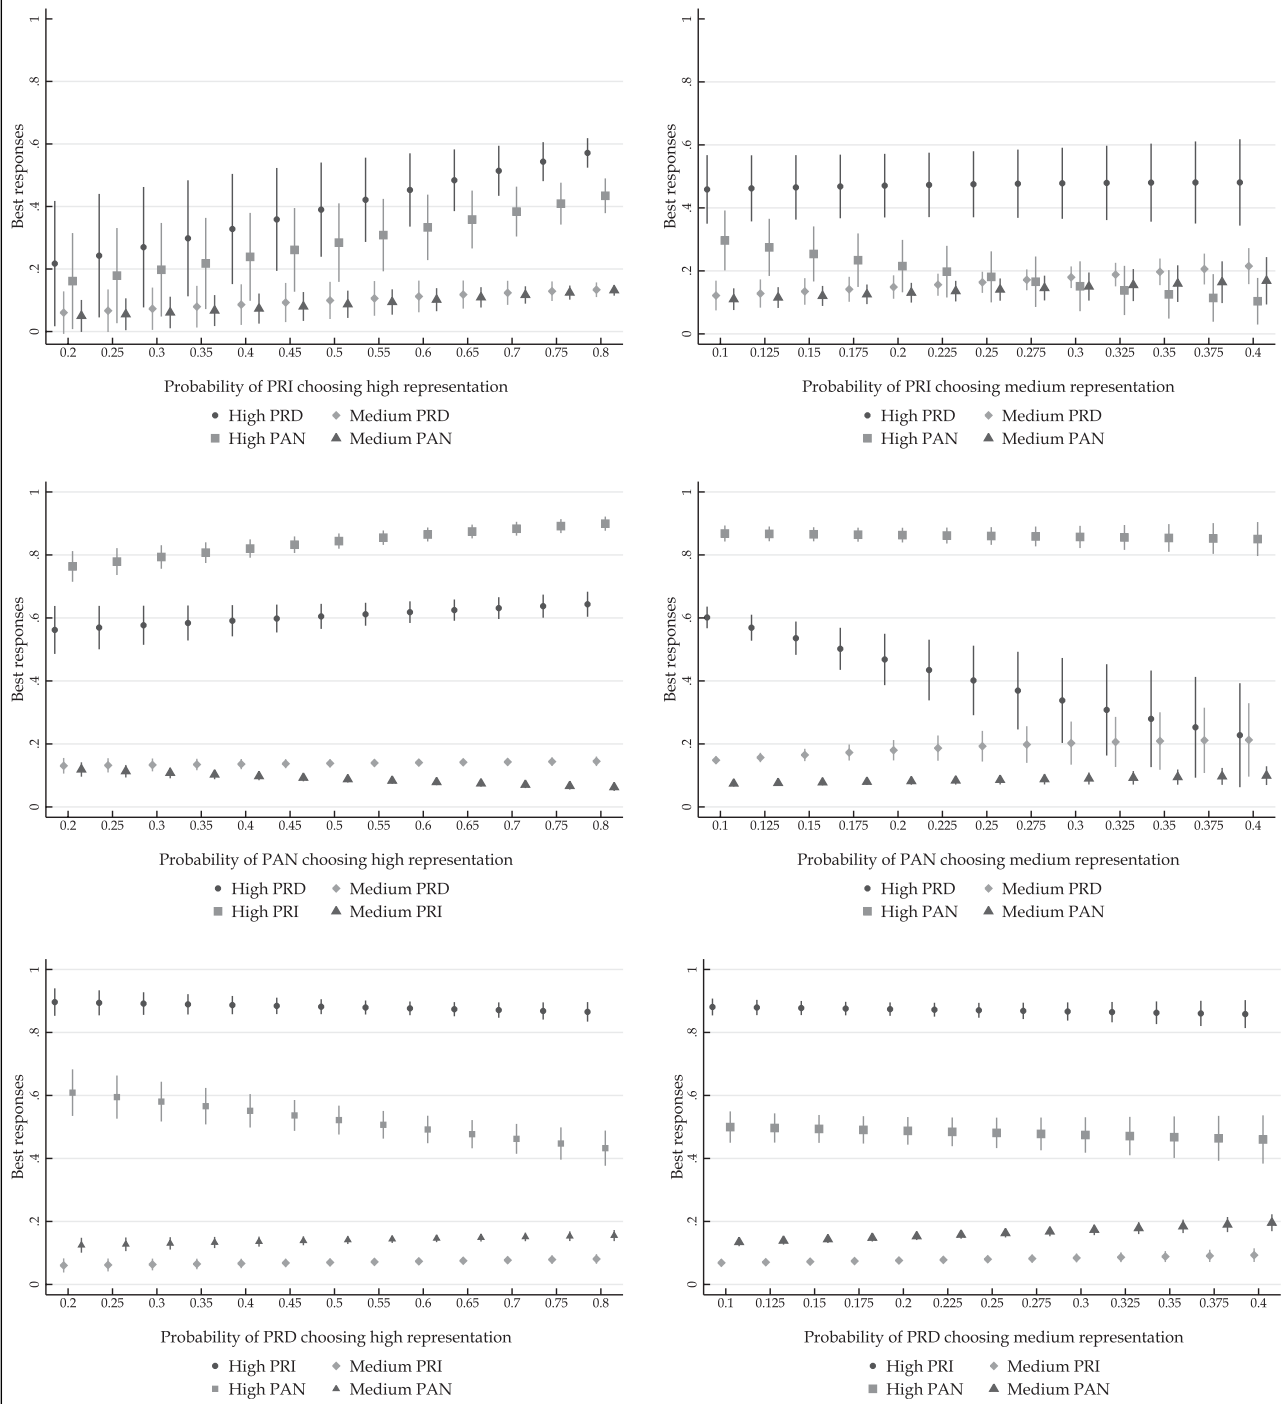 Best responses
1
.8
.6
.4
.2
0
0.2 0.25 0.3 0.35 0.4 0.45 0.5 0.55 0.6 0.65 0.7 0.75 0.8
Probability of PRI choosing high representation
High PRD Medium PRD
High PAN Medium PAN
Best responses
1
.8
.6
.4
.2
0
0.1 0.125 0.15 0.175 0.2 0.225 0.25 0.275 0.3 0.325 0.35 0.375 0.4
Probability of PRI choosing medium representation
High PRD Medium PRD
High PAN Medium PAN
Best responses
1
.8
.6
.4
.2
0
0.2 0.25 0.3 0.35 0.4 0.45 0.5 0.55 0.6 0.65 0.7 0.75 0.8
Probability of PAN choosing high representation
High PRD Medium PRD
High PRI Medium PRI
Best responses
1
.8
.6
.4
.2
0
0.1 0.125 0.15 0.175 0.2 0.225 0.25 0.275 0.3 0.325 0.35 0.375 0.4
Probability of PAN choosing medium representation
High PRD Medium PRD
High PAN Medium PAN
Best responses
1
.8
.6
.4
.2
0
0.2 0.25 0.3 0.35 0.4 0.45 0.5 0.55 0.6 0.65 0.7 0.75 0.8
Probability of PRD choosing high representation
High PRI Medium PRI
High PAN Medium PAN
Best responses
1
.8
.6
.4
.2
0
0.1 0.125 0.15 0.175 0.2 0.225 0.25 0.275 0.3 0.325 0.35 0.375 0.4
Probability of PRD choosing medium representation
High PRI Medium PRI
High PAN Medium PAN